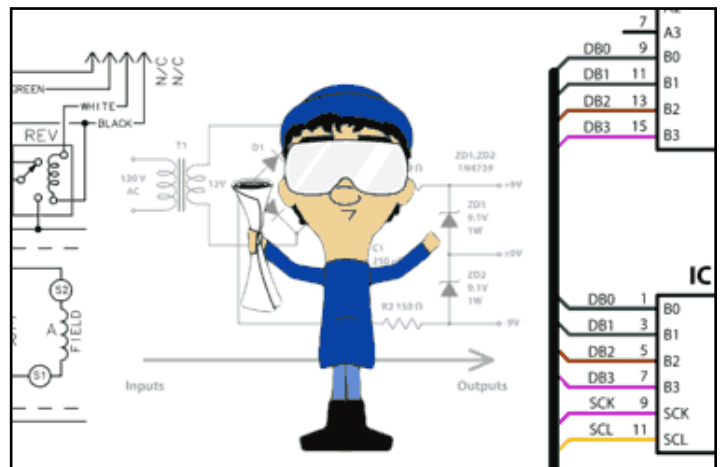 N/C
N/C
GREEN
WHITE
BLACK
REV
S2
A
FIELD
S1
T1
120 V
AC
12V
D1
C1
R2 150 Ω
ZD1,ZD2
1N4739
+9V
ZD1
9.1V
1W
±0V
ZD2
9.1V
1W
-9V
Inputs
Outputs
7 A3
DB0 9 B0
DB1 11 B1
DB2 13 B2
DB3 15 B3
IC
DB0 1 B0
DB1 3 B1
DB2 5 B2
DB3 7 B3
SCK 9 SCK
SCL 11 SCL